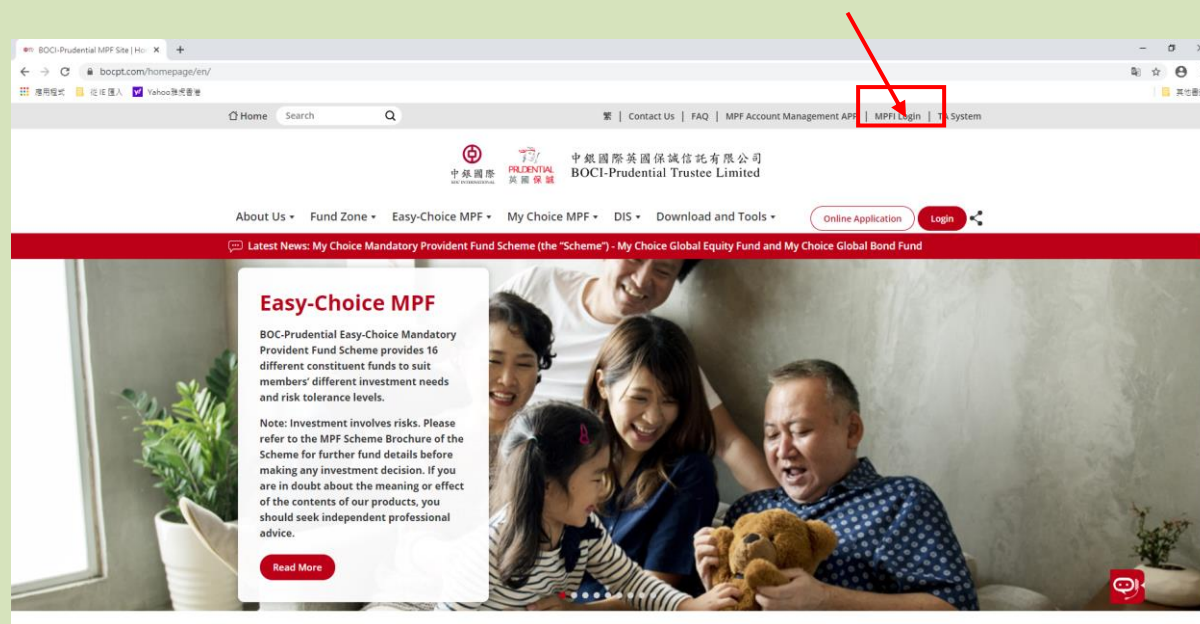 BOCI-Prudential MPF Site | Ho
bocpt.com/homepage/en/
應用程式 從 IE 匯入 Yahoo雅虎香港
Home Search 繁 | Contact Us | FAQ | MPF Account Management APP | MPFI Login | TA System
中銀國際 PRUDENTIAL 英國保誠 中銀國際英國保誠信託有限公司
BOCI-Prudential Trustee Limited
About Us Fund Zone Easy-Choice MPF My Choice MPF DIS Download and Tools Online Application Login
Latest News: My Choice Mandatory Provident Fund Scheme (the "Scheme") - My Choice Global Equity Fund and My Choice Global Bond Fund
Easy-Choice MPF
BOC-Prudential Easy-Choice Mandatory
Provident Fund Scheme provides 16
different constituent funds to suit
members' different investment needs
and risk tolerance levels.
Note: Investment involves risks. Please
refer to the MPF Scheme Brochure of the
Scheme for further fund details before
making any investment decision. If you
are in doubt about the meaning or effect
of the contents of our products, you
should seek independent professional
advice.
Read More